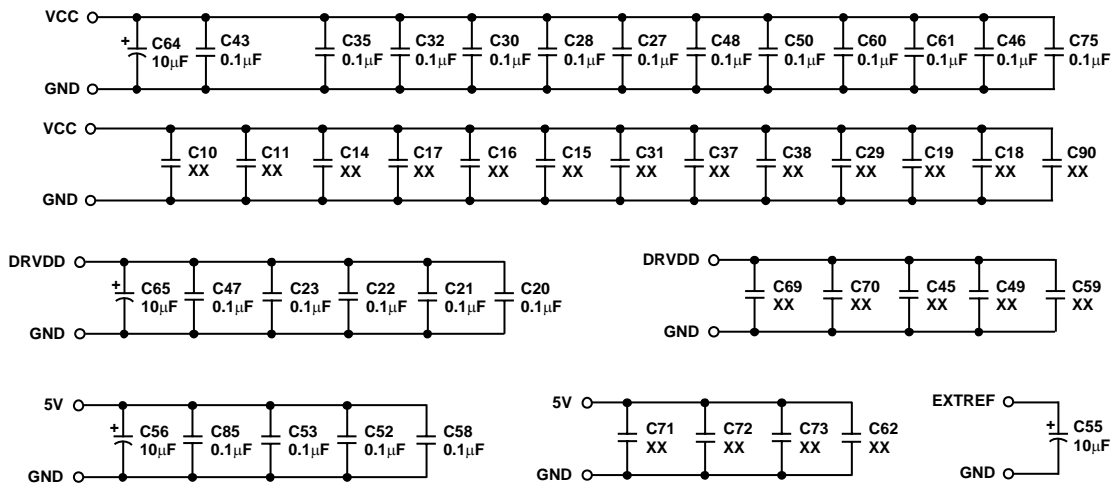 VCC
GND
+
C64
10μF
C43
0.1μF
C35
0.1μF
C32
0.1μF
C30
0.1μF
C28
0.1μF
C27
0.1μF
C48
0.1μF
C50
0.1μF
C60
0.1μF
C61
0.1μF
C46
0.1μF
C75
0.1μF
VCC
GND
C10
XX
C11
XX
C14
XX
C17
XX
C16
XX
C15
XX
C31
XX
C37
XX
C38
XX
C29
XX
C19
XX
C18
XX
C90
XX
DRVDD
GND
+
C65
10μF
C47
0.1μF
C23
0.1μF
C22
0.1μF
C21
0.1μF
C20
0.1μF
DRVDD
GND
C69
XX
C70
XX
C45
XX
C49
XX
C59
XX
5V
GND
+
C56
10μF
C85
0.1μF
C53
0.1μF
C52
0.1μF
C58
0.1μF
5V
GND
C71
XX
C72
XX
C73
XX
C62
XX
EXTREF
GND
+
C55
10μF